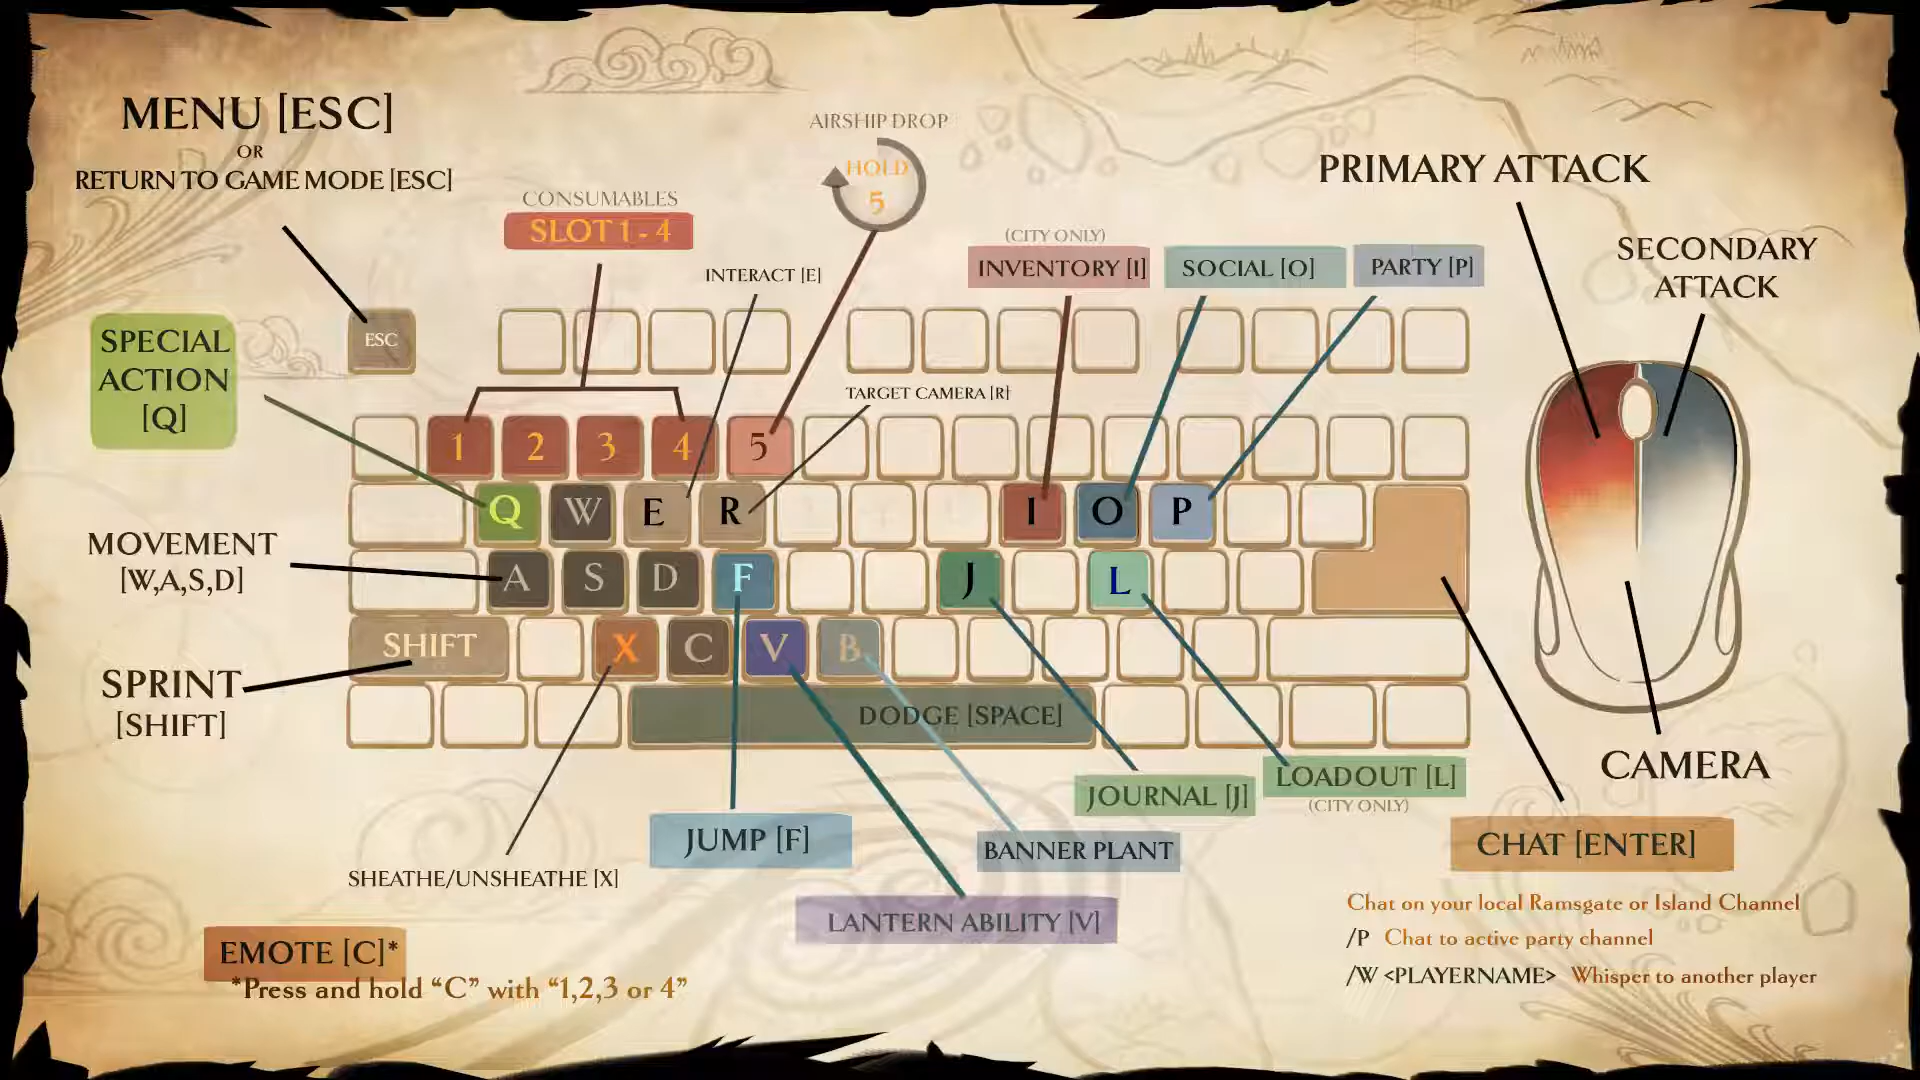 MENU [ESC]
OR
RETURN TO GAME MODE [ESC]
AIRSHIP DROP
HOLD
5
CONSUMABLES
SLOT 1 - 4
INTERACT [E]
(CITY ONLY)
INVENTORY [I]
SOCIAL [O]
PARTY [P]
PRIMARY ATTACK
SECONDARY
ATTACK
SPECIAL
ACTION
[Q]
ESC
TARGET CAMERA [R]
1 2 3 4 5
Q W E R I O P
MOVEMENT
[W,A,S,D]
A S D F J L
SPRINT
[SHIFT]
SHIFT X C V B
DODGE [SPACE]
CAMERA
JOURNAL [J]
LOADOUT [L]
(CITY ONLY)
JUMP [F]
BANNER PLANT
CHAT [ENTER]
SHEATHE/UNSHEATHE [X]
LANTERN ABILITY [V]
Chat on your local Ramsgate or Island Channel
/P Chat to active party channel
/W <PLAYERNAME> Whisper to another player
EMOTE [C]*
*Press and hold “C” with “1,2,3 or 4”